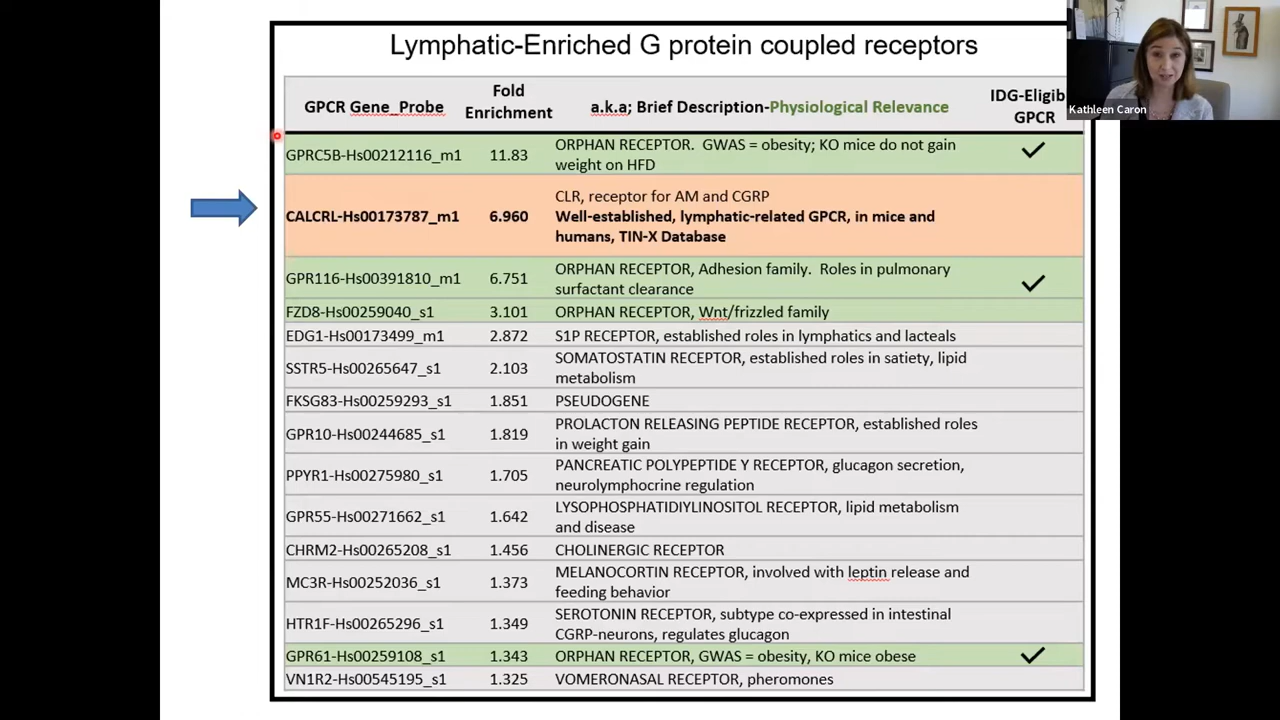 Lymphatic-Enriched G protein coupled receptors
Kathleen Caron
GPCR Gene_Probe
Fold
Enrichment
a.k.a; Brief Description-Physiological Relevance
IDG-Eligib
GPCR
GPRC5B-Hs00212116_m1
11.83
ORPHAN RECEPTOR. GWAS = obesity; KO mice do not gain
weight on HFD
✓
CALCRL-Hs00173787_m1
6.960
CLR, receptor for AM and CGRP
Well-established, lymphatic-related GPCR, in mice and
humans, TIN-X Database
GPR116-Hs00391810_m1
6.751
ORPHAN RECEPTOR, Adhesion family. Roles in pulmonary
surfactant clearance
✓
FZD8-Hs00259040_s1
3.101
ORPHAN RECEPTOR, Wnt/frizzled family
EDG1-Hs00173499_m1
2.872
S1P RECEPTOR, established roles in lymphatics and lacteals
SSTR5-Hs00265647_s1
2.103
SOMATOSTATIN RECEPTOR, established roles in satiety, lipid
metabolism
FKSG83-Hs00259293_s1
1.851
PSEUDOGENE
GPR10-Hs00244685_s1
1.819
PROLACTON RELEASING PEPTIDE RECEPTOR, established roles
in weight gain
PPYR1-Hs00275980_s1
1.705
PANCREATIC POLYPEPTIDE Y RECEPTOR, glucagon secretion,
neurolymphocrine regulation
GPR55-Hs00271662_s1
1.642
LYSOPHOSPHATIDIYLINOSITOL RECEPTOR, lipid metabolism
and disease
CHRM2-Hs00265208_s1
1.456
CHOLINERGIC RECEPTOR
MC3R-Hs00252036_s1
1.373
MELANOCORTIN RECEPTOR, involved with leptin release and
feeding behavior
HTR1F-Hs00265296_s1
1.349
SEROTONIN RECEPTOR, subtype co-expressed in intestinal
CGRP-neurons, regulates glucagon
GPR61-Hs00259108_s1
1.343
ORPHAN RECEPTOR, GWAS = obesity, KO mice obese
✓
VN1R2-Hs00545195_s1
1.325
VOMERONASAL RECEPTOR, pheromones